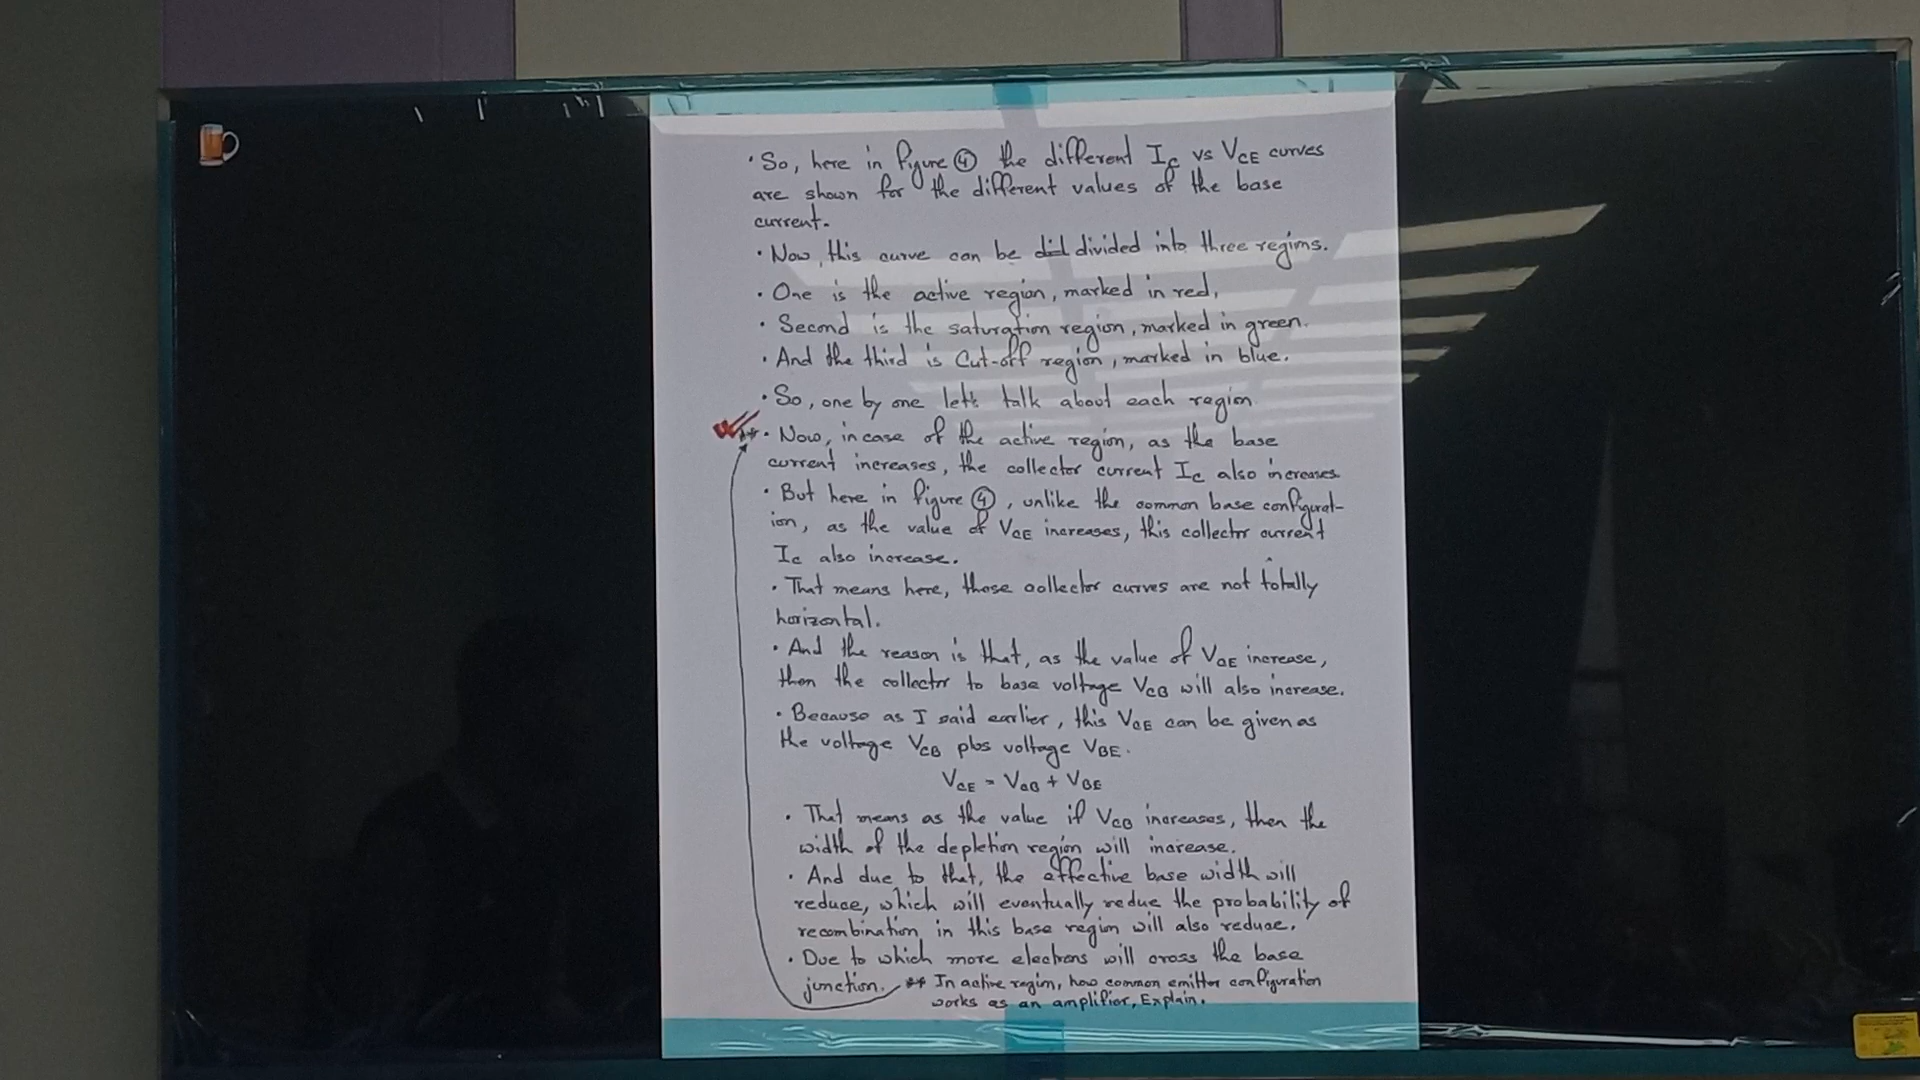 • So, here in figure ④ the different IC vs VCE curves
are shown for the different values of the base
current.
• Now, this curve can be divided into three regions.
• One is the active region, marked in red,
• Second is the saturation region, marked in green.
• And the third is Cut-off region, marked in blue.
• So, one by one let's talk about each region
** • Now, in case of the active region, as the base
current increases, the collector current IC also increases
• But here in figure ④, unlike the common base configurat-
ion, as the value of VCE increases, this collector current
IC also increase.
• That means here, those collector curves are not totally
horizontal.
• And the reason is that, as the value of VCE increase,
then the collector to base voltage VCB will also increase.
• Because as I said earlier, this VCE can be given as
the voltage VCB plus voltage VBE.
VCE = VCB + VBE
• That means as the value if VCB increases, then the
width of the depletion region will increase.
• And due to that, the effective base width will
reduce, which will eventually redue the probability of
recombination in this base region will also reduce.
• Due to which more electrons will cross the base
junction.
** In active region, how common emitter configuration
works as an amplifier, Explain.